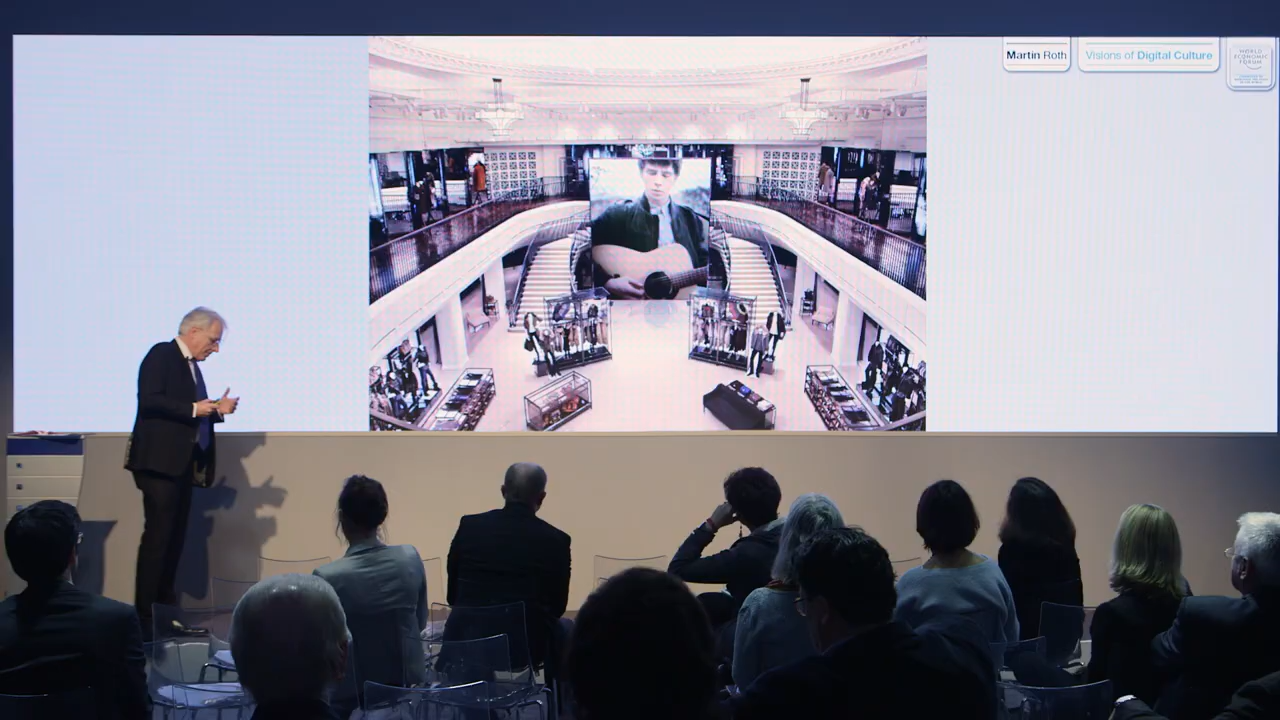 Martin Roth
Visions of Digital Culture
WORLD
ECONOMIC
FORUM